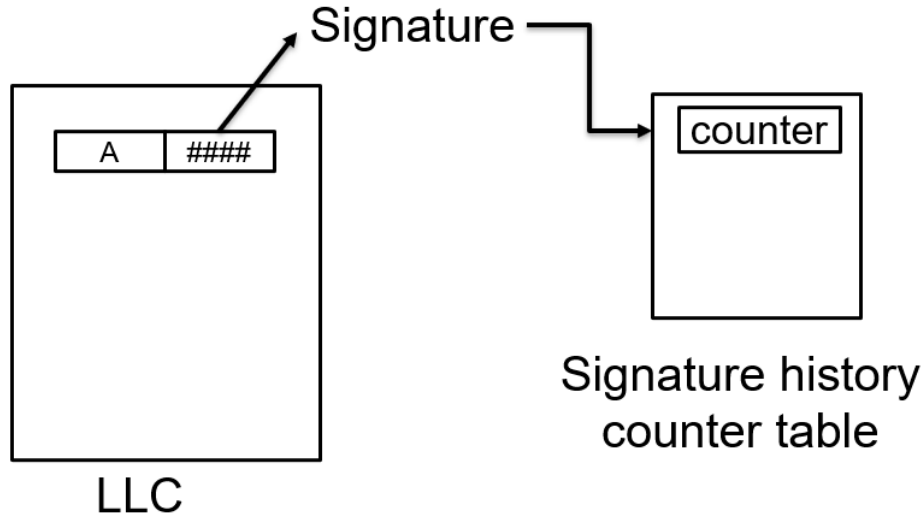 Signature
A
####
counter
Signature history
counter table
LLC